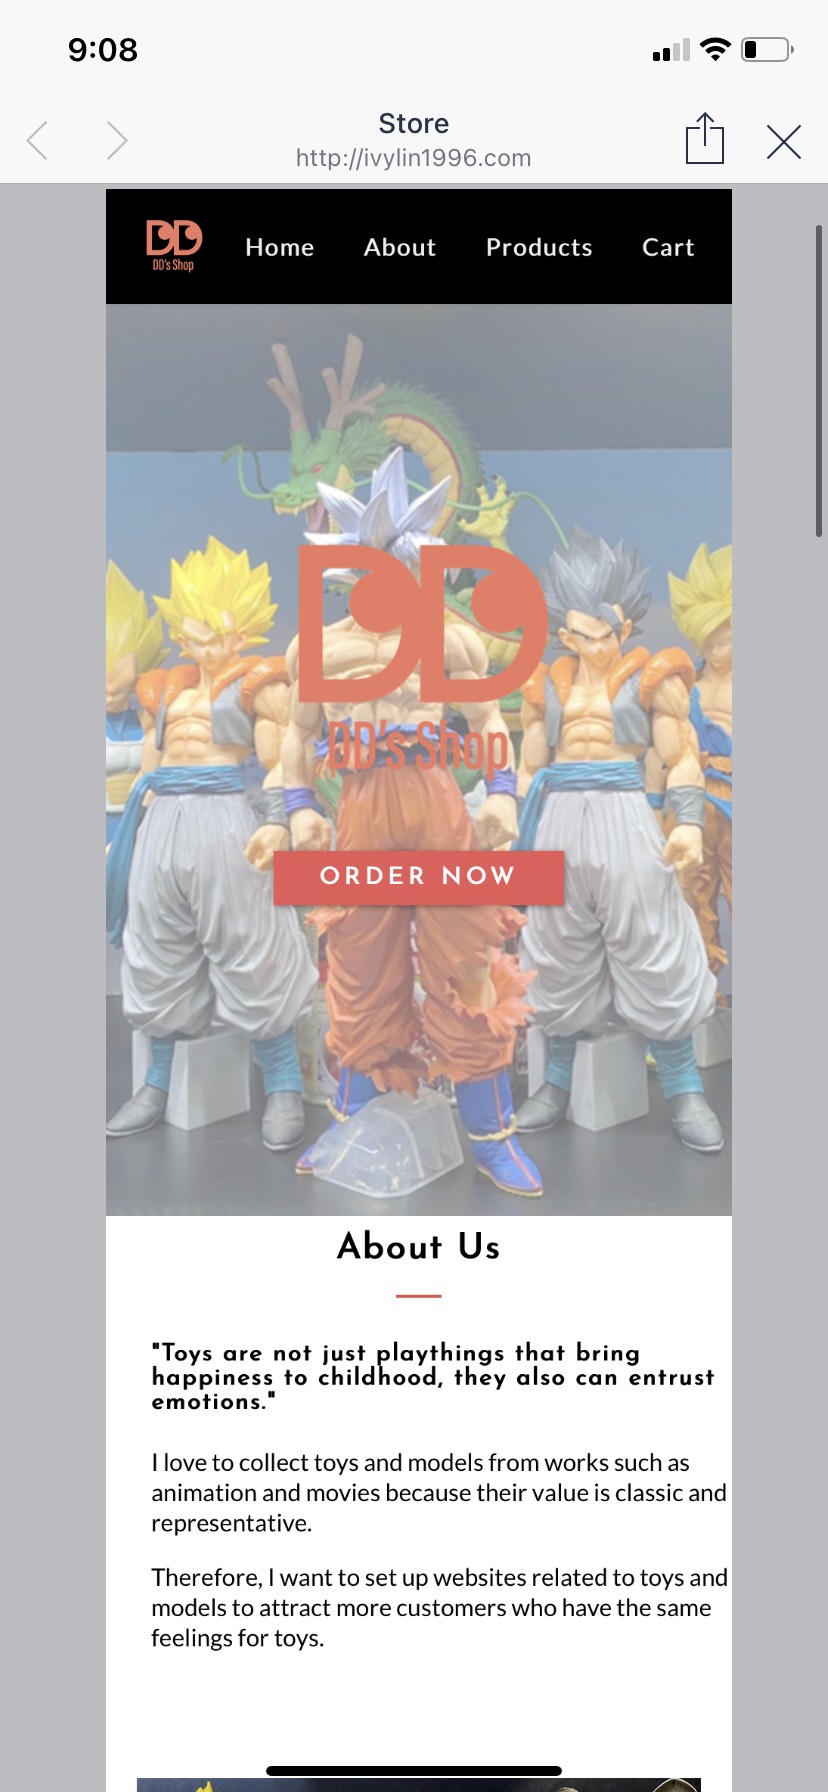 9:08
Store
http://ivylin1996.com
DD
DD's Shop
Home About Products Cart
DD
DD's Shop
ORDER NOW
About Us
"Toys are not just playthings that bring
happiness to childhood, they also can entrust
emotions."
I love to collect toys and models from works such as
animation and movies because their value is classic and
representative.
Therefore, I want to set up websites related to toys and
models to attract more customers who have the same
feelings for toys.